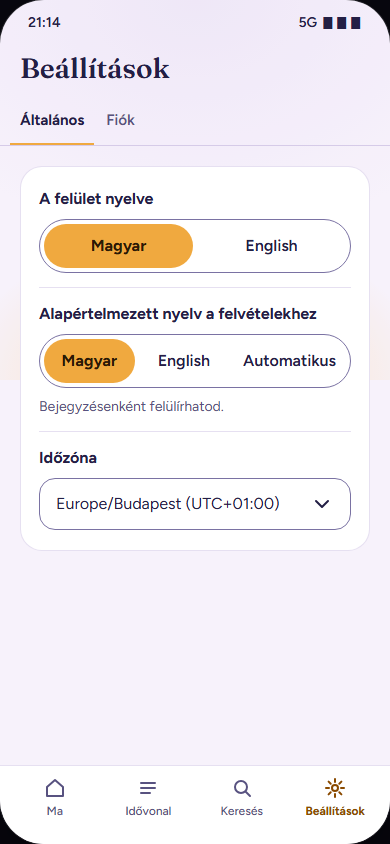 21:14
5G
Beállítások
Általános Fiók
A felület nyelve
Magyar English
Alapértelmezett nyelv a felvételekhez
Magyar English Automatikus
Bejegyzésenként felülírhatod.
Időzóna
Europe/Budapest (UTC+01:00)
Ma Idővonal Keresés Beállítások